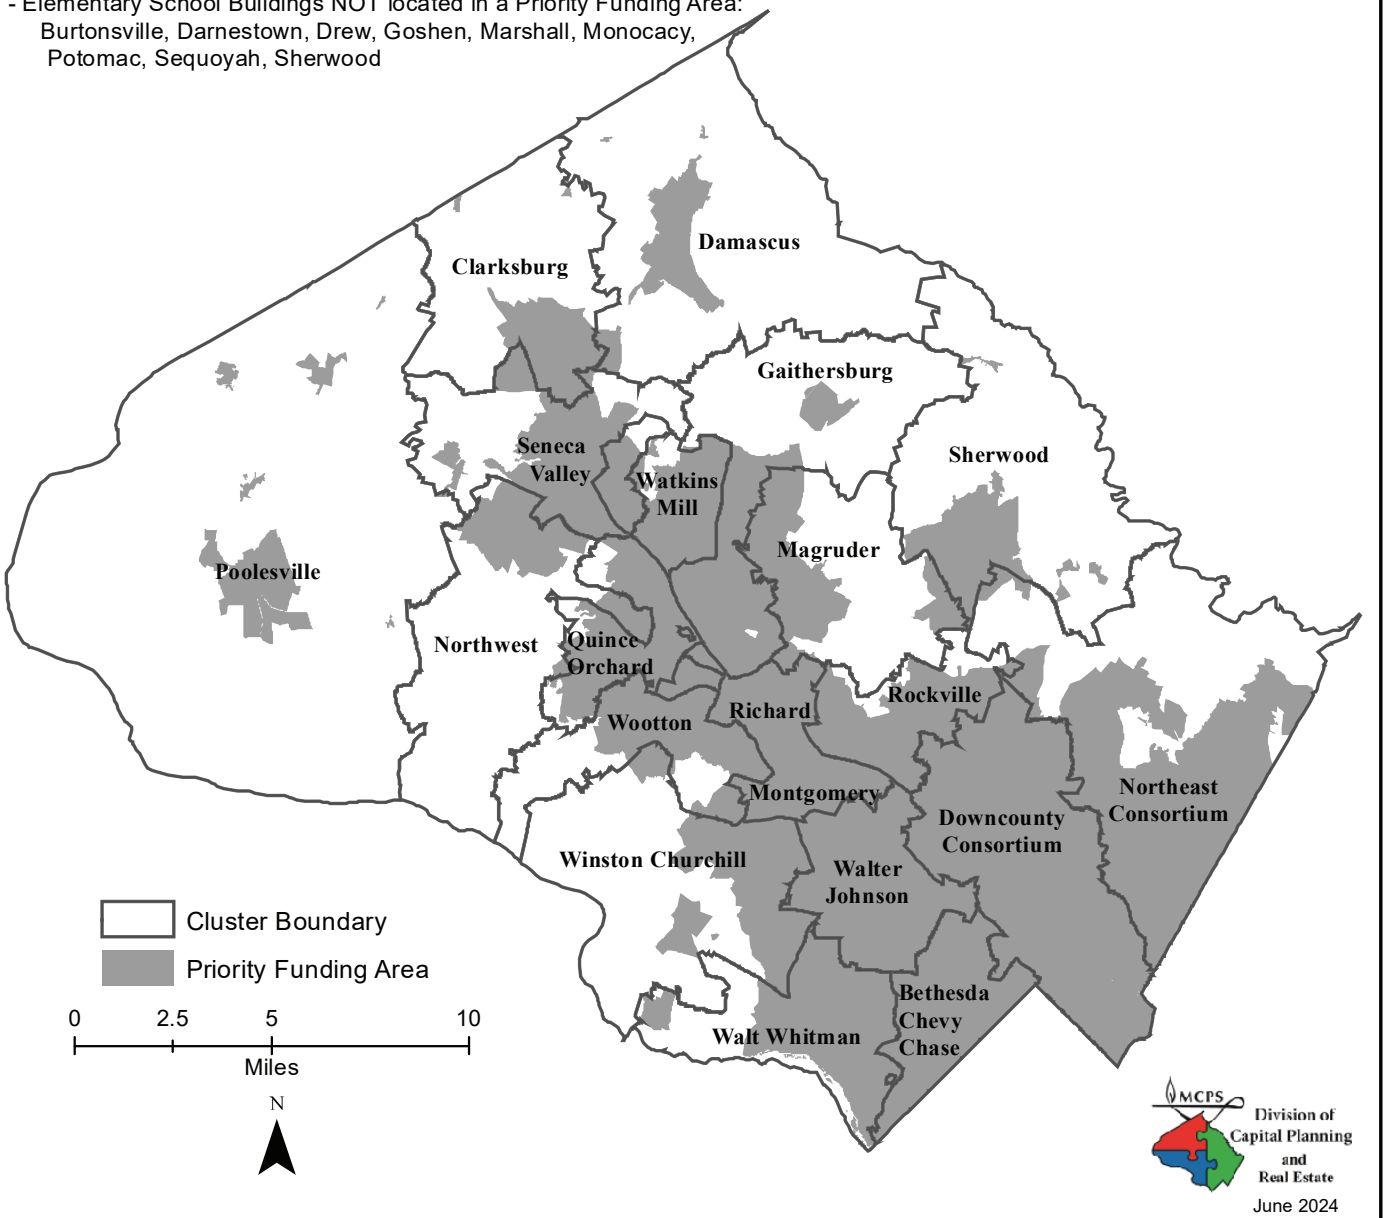 - Elementary School Buildings NOT located in a Priority Funding Area:
Burtonsville, Darnestown, Drew, Goshen, Marshall, Monocacy,
Potomac, Sequoyah, Sherwood
Damascus
Clarksburg
Gaithersburg
Seneca
Valley
Watkins
Mill
Sherwood
Magruder
Poolesville
Northwest
Quince
Orchard
Rockville
Wootton
Richard
Montgomery
Northeast
Consortium
Downcounty
Consortium
Winston Churchill
Walter
Johnson
Cluster Boundary
Priority Funding Area
Bethesda
Chevy
Chase
Walt Whitman
0 2.5 5 10
Miles
N
MCPS
Division of
Capital Planning
and
Real Estate
June 2024